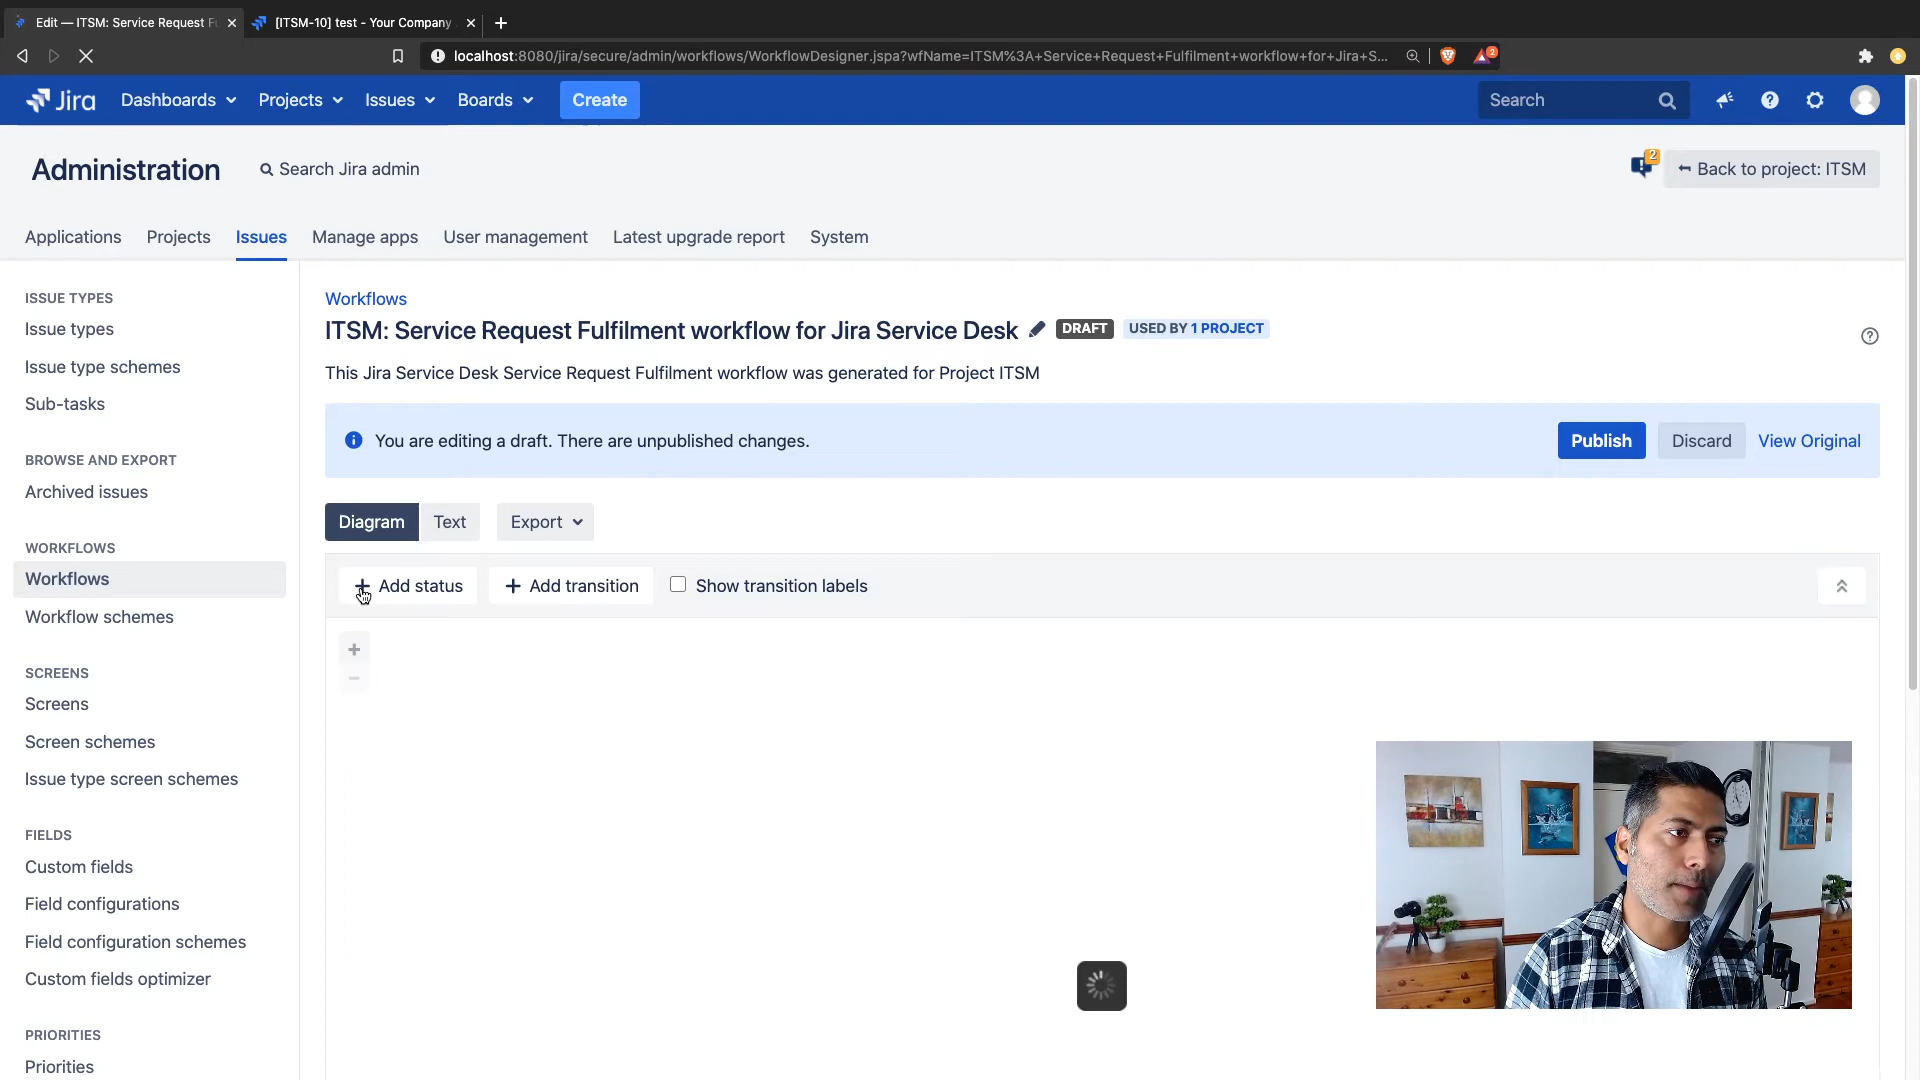 Edit — ITSM: Service Request Fu
[ITSM-10] test - Your Company
localhost:8080/jira/secure/admin/workflows/WorkflowDesigner.jspa?wfName=ITSM%3A+Service+Request+Fulfilment+workflow+for+Jira+S...
2
Jira
Dashboards
Projects
Issues
Boards
Create
Search
Administration
Search Jira admin
2
Back to project: ITSM
Applications
Projects
Issues
Manage apps
User management
Latest upgrade report
System
ISSUE TYPES
Issue types
Issue type schemes
Sub-tasks
BROWSE AND EXPORT
Archived issues
WORKFLOWS
Workflows
Workflow schemes
SCREENS
Screens
Screen schemes
Issue type screen schemes
FIELDS
Custom fields
Field configurations
Field configuration schemes
Custom fields optimizer
PRIORITIES
Priorities
Workflows
ITSM: Service Request Fulfilment workflow for Jira Service Desk
DRAFT
USED BY 1 PROJECT
This Jira Service Desk Service Request Fulfilment workflow was generated for Project ITSM
You are editing a draft. There are unpublished changes.
Publish
Discard
View Original
Diagram
Text
Export
+ Add status
+ Add transition
Show transition labels
+
−